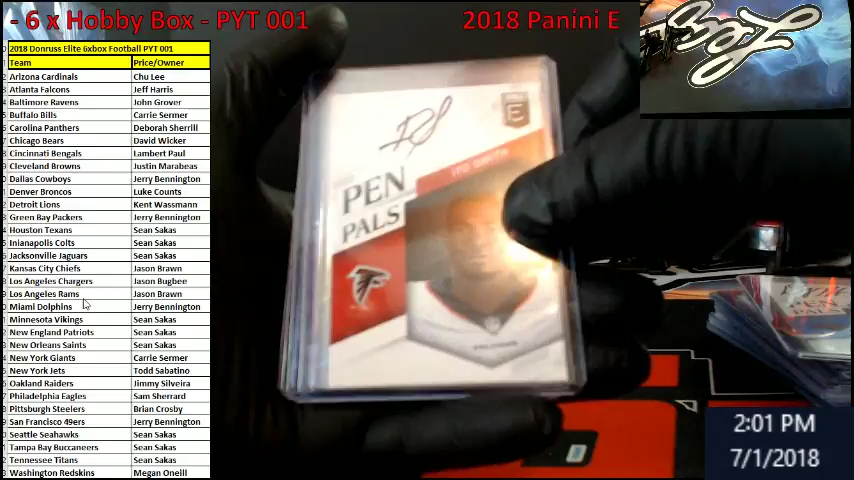 - 6 x Hobby Box - PYT 001 2018 Panini E
2018 Donruss Elite 6xbox Football PYT 001
Team Price/Owner
Arizona Cardinals Chu Lee
Atlanta Falcons Jeff Harris
Baltimore Ravens John Grover
Buffalo Bills Carrie Sermer
Carolina Panthers Deborah Sherrill
Chicago Bears David Wicker
Cincinnati Bengals Lambert Paul
Cleveland Browns Justin Marabeas
Dallas Cowboys Jerry Bennington
Denver Broncos Luke Counts
Detroit Lions Kent Wassmann
Green Bay Packers Jerry Bennington
Houston Texans Sean Sakas
Inianapolis Colts Sean Sakas
Jacksonville Jaguars Sean Sakas
Kansas City Chiefs Jason Brawn
Los Angeles Chargers Jason Bugbee
Los Angeles Rams Jason Brawn
Miami Dolphins Jerry Bennington
Minnesota Vikings Sean Sakas
New England Patriots Sean Sakas
New Orleans Saints Sean Sakas
New York Giants Carrie Sermer
New York Jets Todd Sabatino
Oakland Raiders Jimmy Silveira
Philadelphia Eagles Sam Sherrard
Pittsburgh Steelers Brian Crosby
San Francisco 49ers Jerry Bennington
Seattle Seahawks Sean Sakas
Tampa Bay Buccaneers Sean Sakas
Tennessee Titans Sean Sakas
Washington Redskins Megan Oneill
E
ITO SMITH
PEN
PALS
FALCONS
2:01 PM
7/1/2018